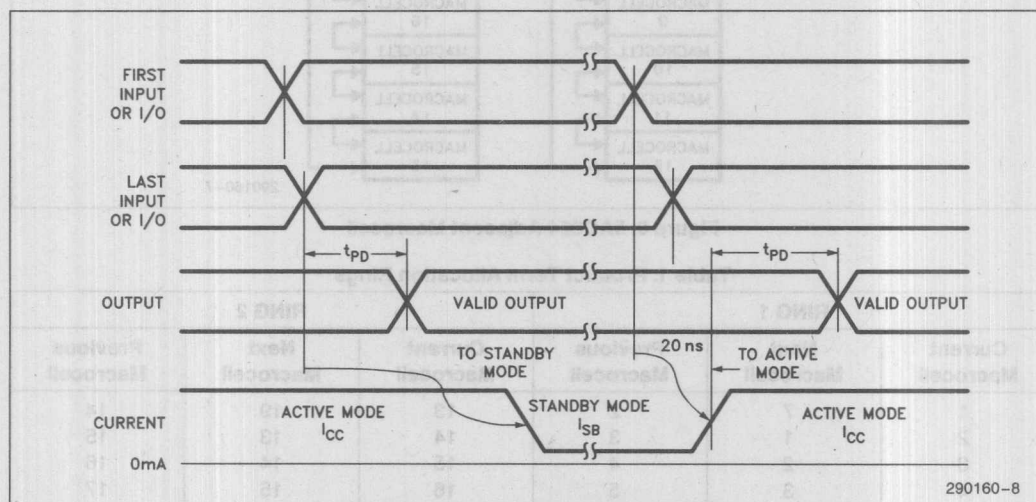 FIRST
INPUT
OR I/O
LAST
INPUT
OR I/O
tPD
tPD
OUTPUT
VALID OUTPUT
VALID OUTPUT
TO STANDBY
MODE
20 ns
TO ACTIVE
MODE
CURRENT
ACTIVE MODE
ICC
STANDBY MODE
ISB
ACTIVE MODE
ICC
0mA
290160-8